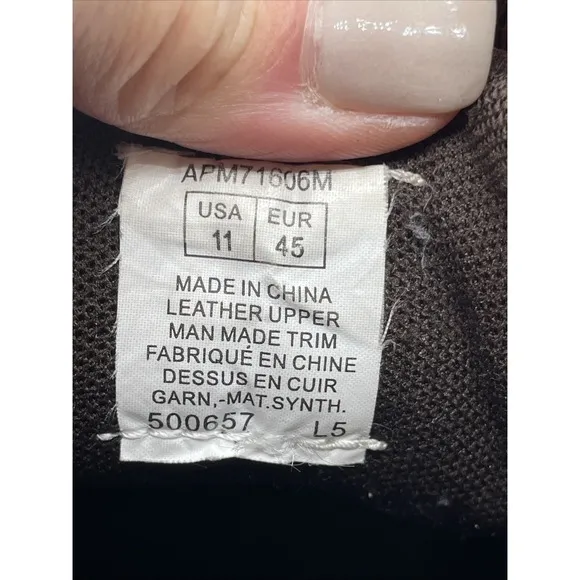 APM71606M
USA EUR
11 45
MADE IN CHINA
LEATHER UPPER
MAN MADE TRIM
FABRIQUÉ EN CHINE
DESSUS EN CUIR
GARN,-MAT.SYNTH.
500657 L5